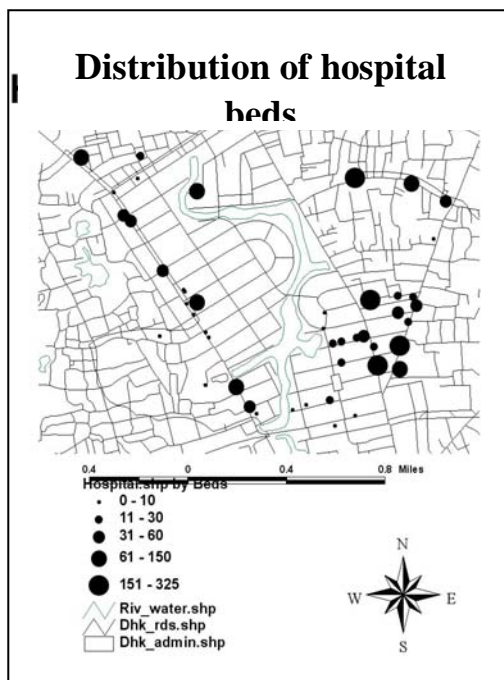 Distribution of hospital
beds
0.4 0 0.4 0.8 Miles
Hospital.shp by Beds
0 - 10
11 - 30
31 - 60
61 - 150
151 - 325
Riv_water.shp
Dhk_rds.shp
Dhk_admin.shp
N
W E
S